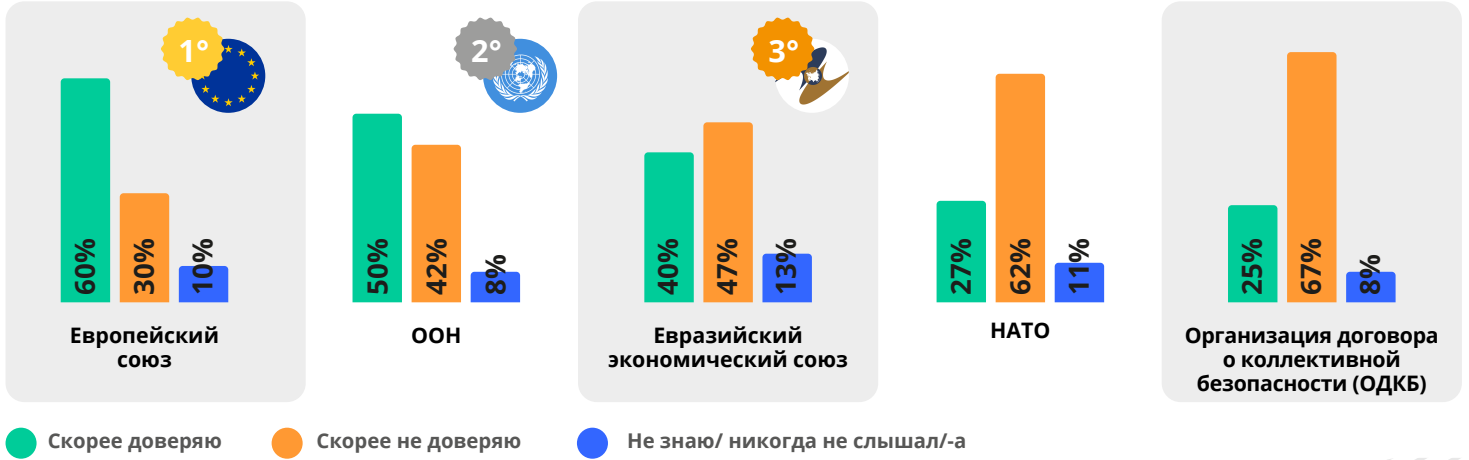 1°
2°
3°
60%
30%
10%
50%
42%
8%
40%
47%
13%
27%
62%
11%
25%
67%
8%
Европейский
союз
ООН
Евразийский
экономический союз
НАТО
Организация договора
о коллективной
безопасности (ОДКБ)
Скорее доверяю
Скорее не доверяю
Не знаю/ никогда не слышал/-а